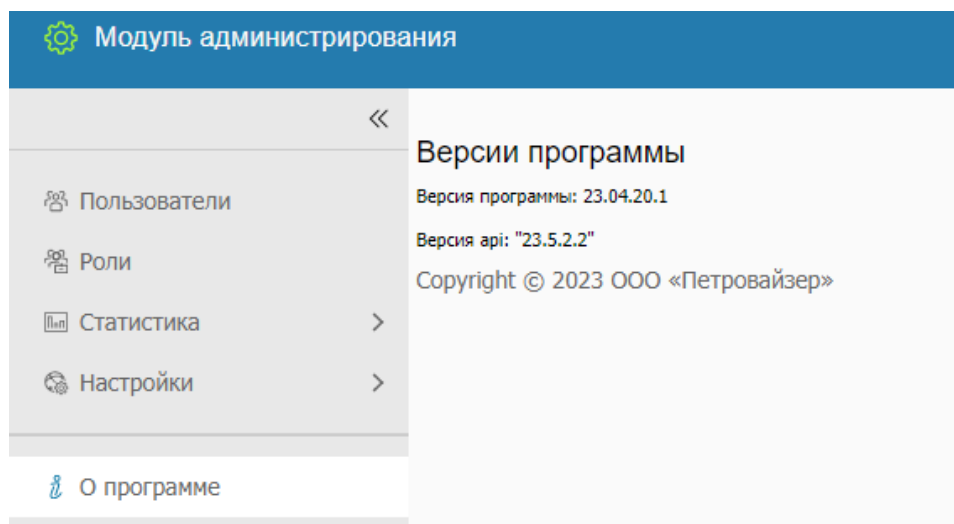 Модуль администрирования
Версии программы
Пользователи
Версия программы: 23.04.20.1
Версия api: "23.5.2.2"
Роли
Copyright © 2023 ООО «Петровайзер»
Статистика
Настройки
О программе